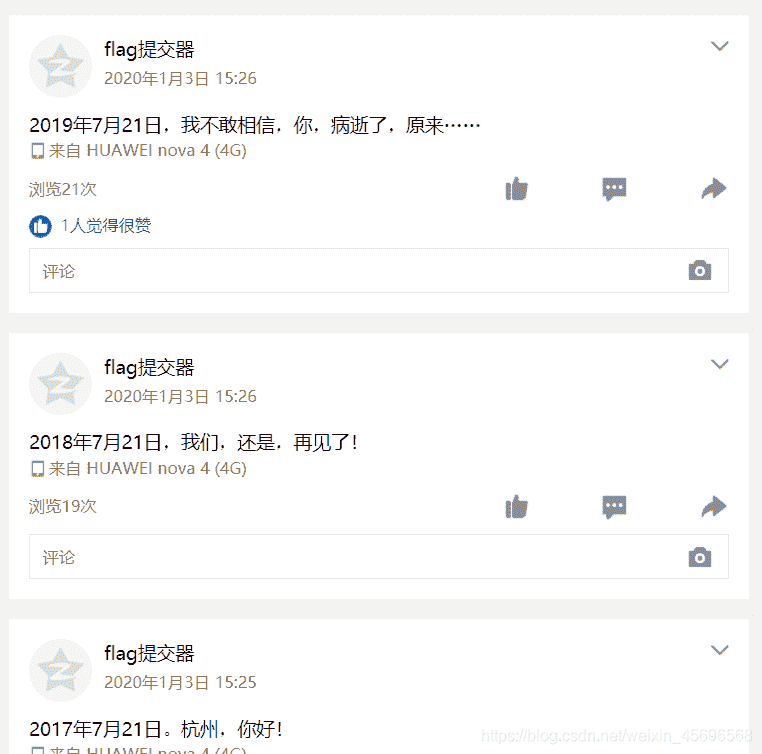 flag提交器
2020年1月3日 15:26
2019年7月21日，我不敢相信．你，病逝了，原来……
来自 HUAWEI nova 4 (4G)
浏览21次
1人觉得很赞
评论
flag提交器
2020年1月3日 15:26
2018年7月21日，我们，还是．再见了！
来自 HUAWEI nova 4 (4G)
浏览19次
评论
flag提交器
2020年1月3日 15:25
2017年7月21日。杭州，你好！
来自 HUAWEI nova 4 (4G)
https://blog.csdn.net/weixin_45696568